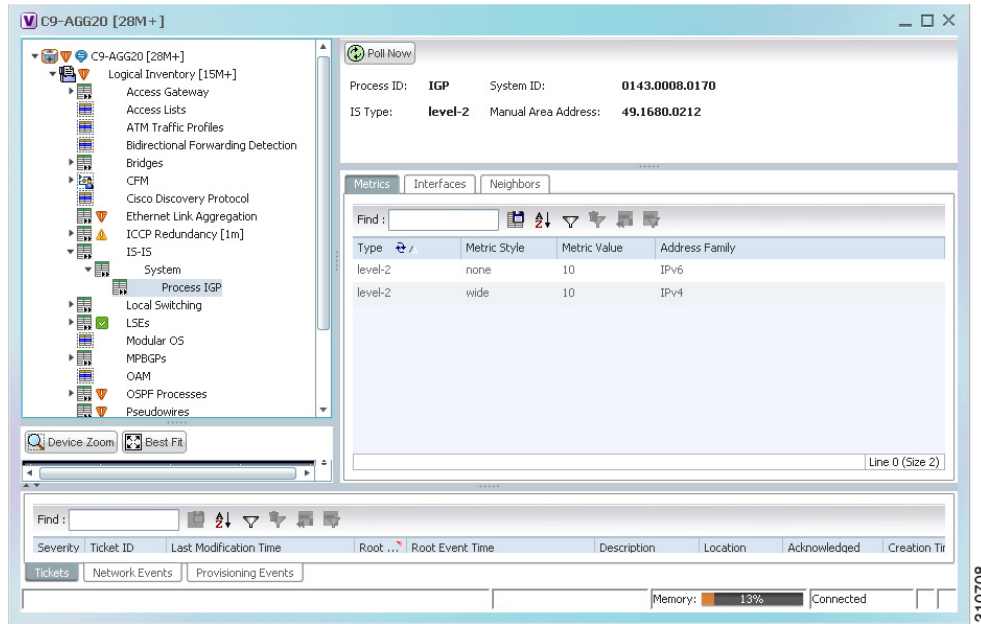 V C9-AGG20 [28M+]
C9-AGG20 [28M+]
Logical Inventory [15M+]
Access Gateway
Access Lists
ATM Traffic Profiles
Bidirectional Forwarding Detection
Bridges
CFM
Cisco Discovery Protocol
Ethernet Link Aggregation
ICCP Redundancy [1m]
IS-IS
System
Process IGP
Local Switching
LSEs
Modular OS
MPBGPs
OAM
OSPF Processes
Pseudowires
Device Zoom Best Fit
Poll Now
Process ID: IGP System ID: 0143.0008.0170
IS Type: level-2 Manual Area Address: 49.1680.0212
Metrics Interfaces Neighbors
Find :
Type Metric Style Metric Value Address Family
level-2 none 10 IPv6
level-2 wide 10 IPv4
Line 0 (Size 2)
Find :
Severity Ticket ID Last Modification Time Root ... Root Event Time Description Location Acknowledged Creation Tir
Tickets Network Events Provisioning Events
Memory: 13% Connected
310708